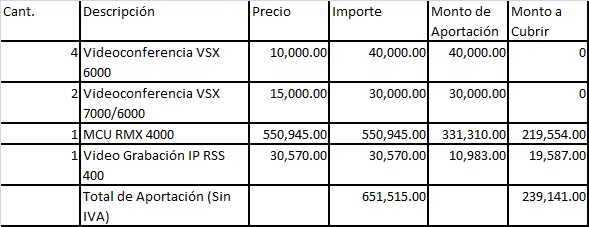 Cant. Descripción Precio Importe Monto de Aportación Monto a Cubrir
4 Videoconferencia VSX 6000 10,000.00 40,000.00 40,000.00 0
2 Videoconferencia VSX 7000/6000 15,000.00 30,000.00 30,000.00 0
1 MCU RMX 4000 550,945.00 550,945.00 331,310.00 219,554.00
1 Video Grabación IP RSS 400 30,570.00 30,570.00 10,983.00 19,587.00
Total de Aportación (Sin IVA) 651,515.00 239,141.00